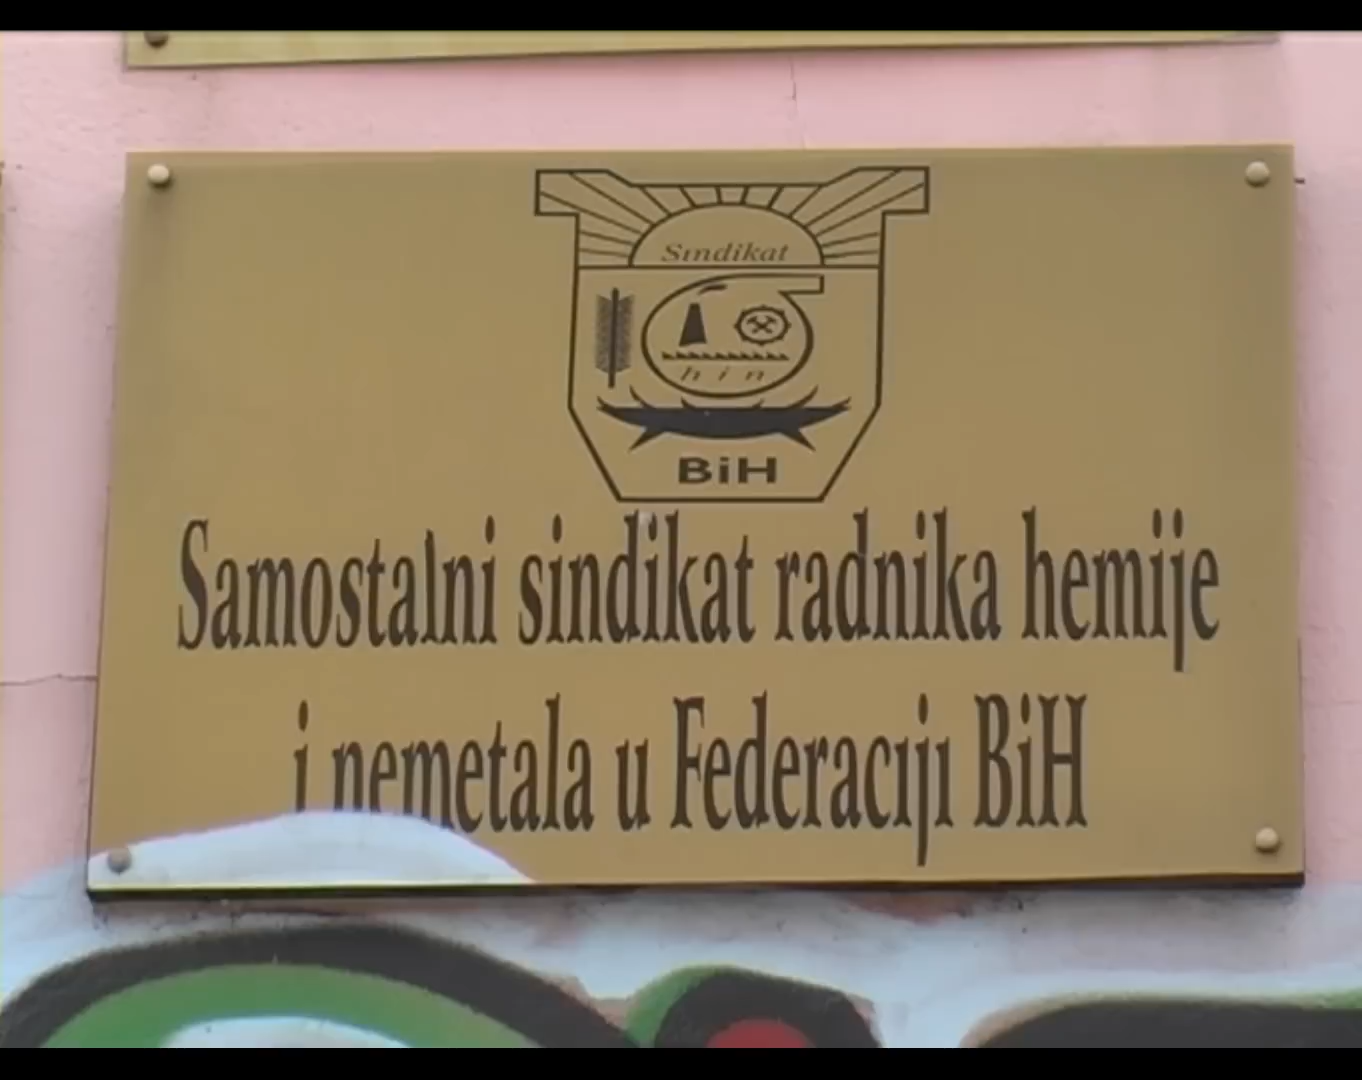 Sindikat
hin
BiH
Samostalni sindikat radnika hemije
i nemetala u Federaciji BiH